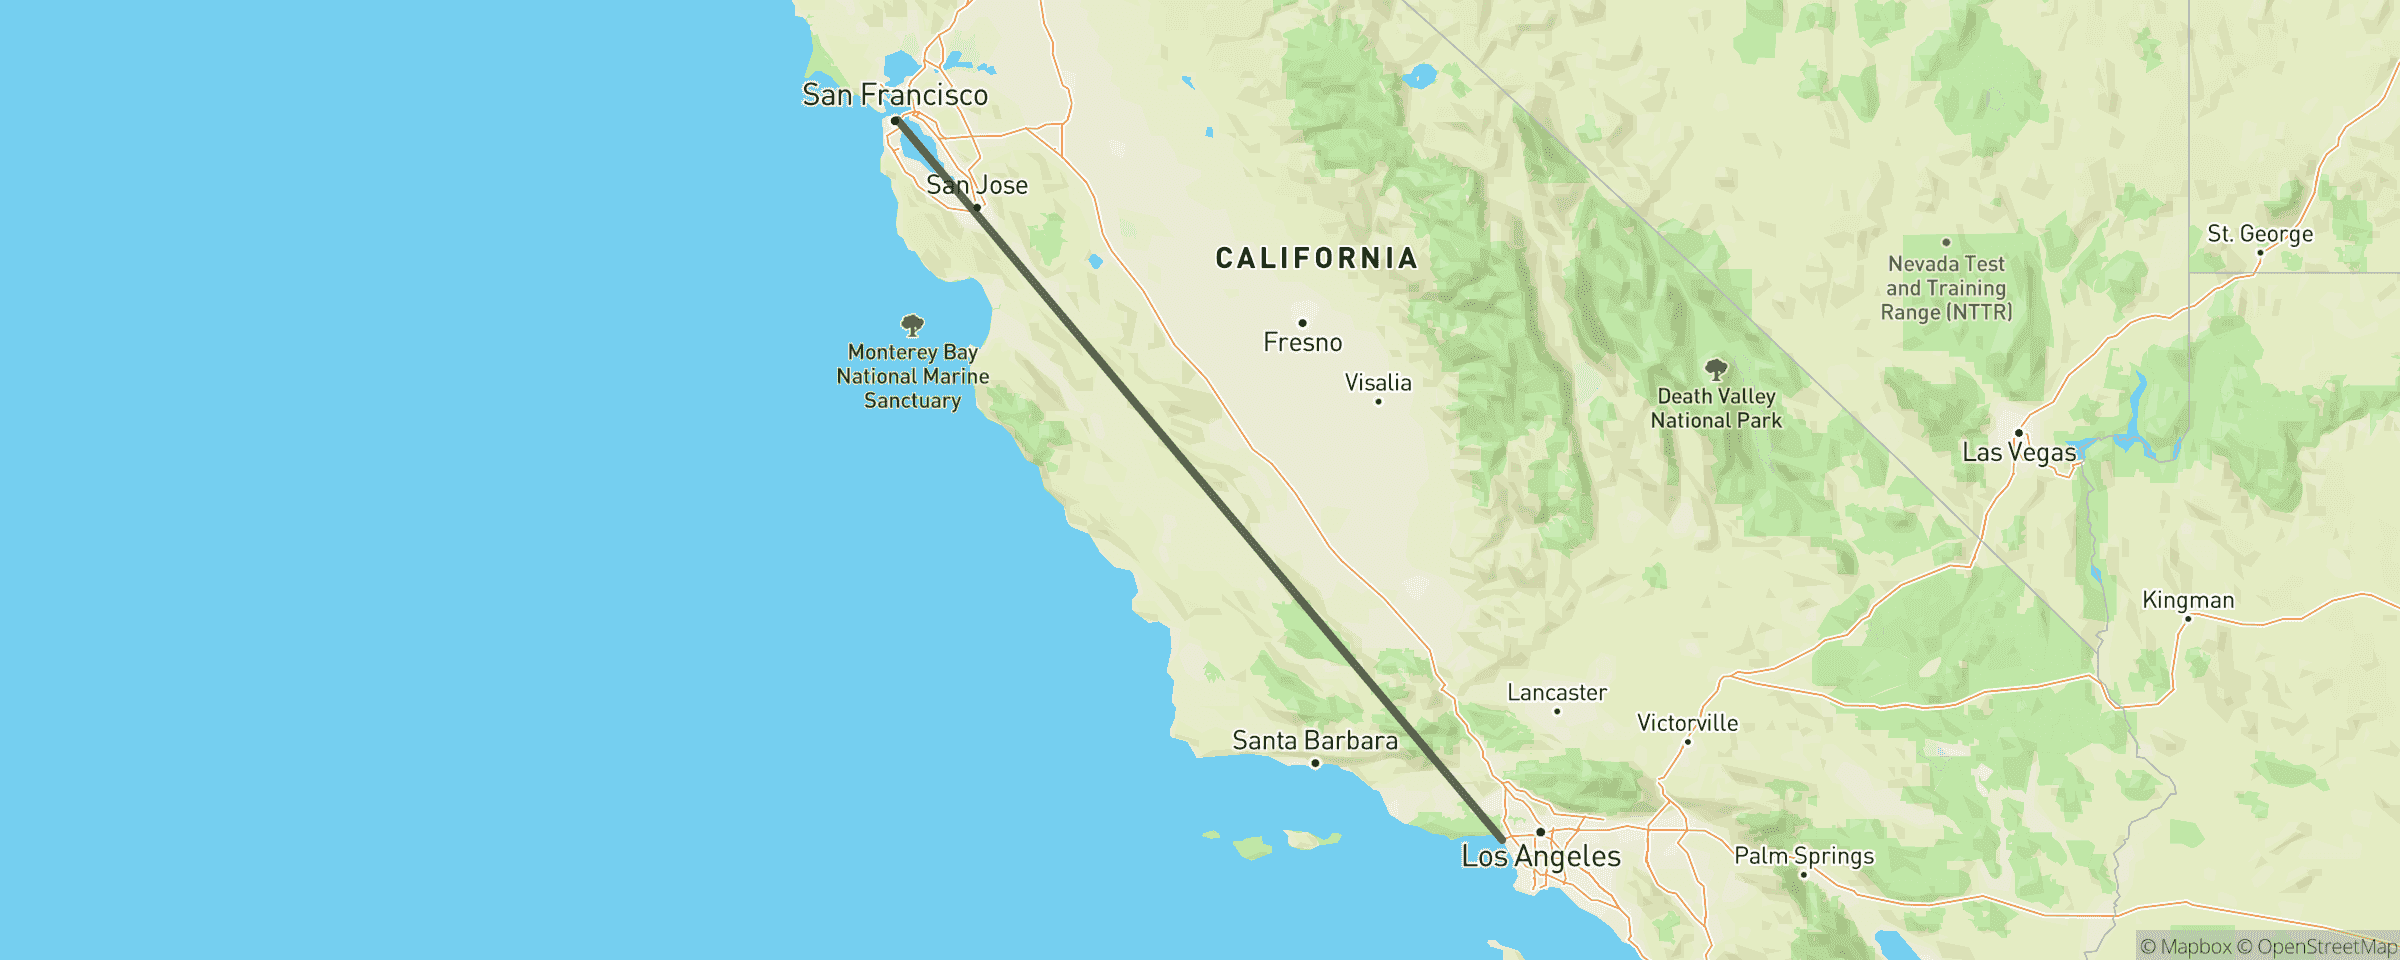 San Francisco
San Jose
CALIFORNIA
St. George
Nevada Test
and Training
Range (NTTR)
Monterey Bay
National Marine
Sanctuary
Fresno
Visalia
Death Valley
National Park
Las Vegas
Kingman
Lancaster
Victorville
Santa Barbara
Los Angeles
Palm Springs
© Mapbox © OpenStreetMap